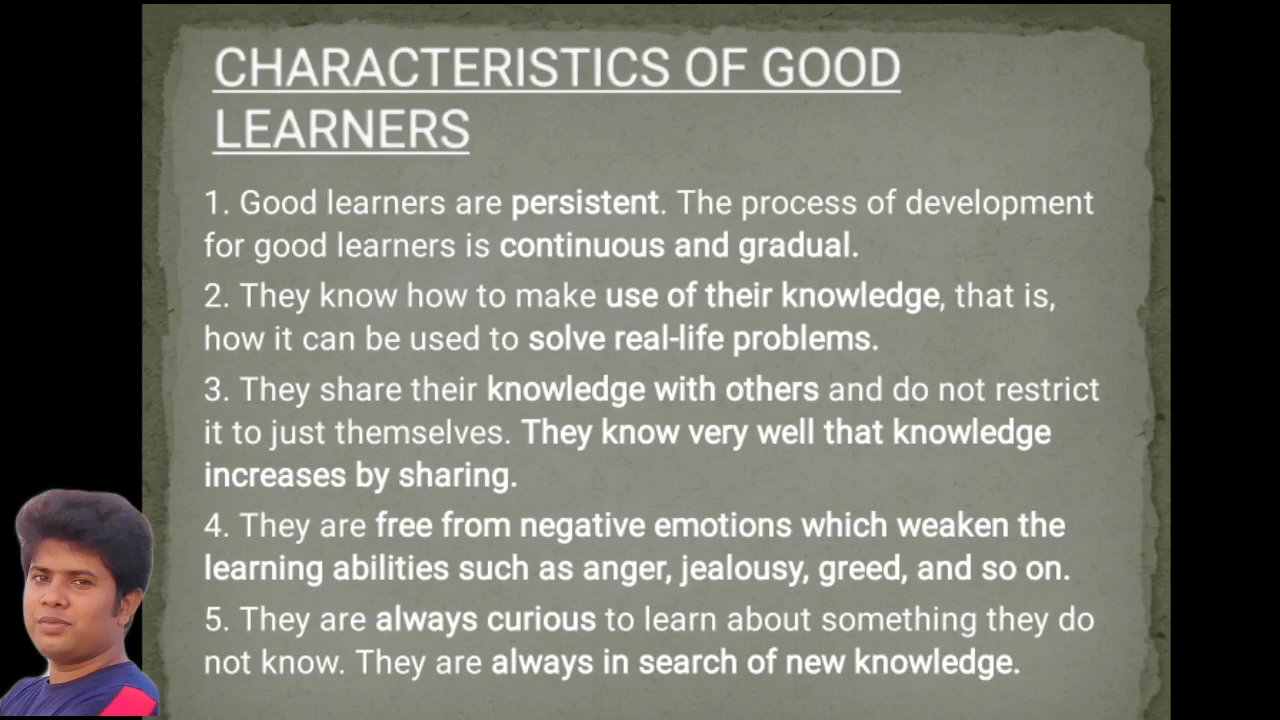 CHARACTERISTICS OF GOOD
LEARNERS
1. Good learners are persistent. The process of development
for good learners is continuous and gradual.
2. They know how to make use of their knowledge, that is,
how it can be used to solve real-life problems.
3. They share their knowledge with others and do not restrict
it to just themselves. They know very well that knowledge
increases by sharing.
4. They are free from negative emotions which weaken the
learning abilities such as anger, jealousy, greed, and so on.
5. They are always curious to learn about something they do
not know. They are always in search of new knowledge.